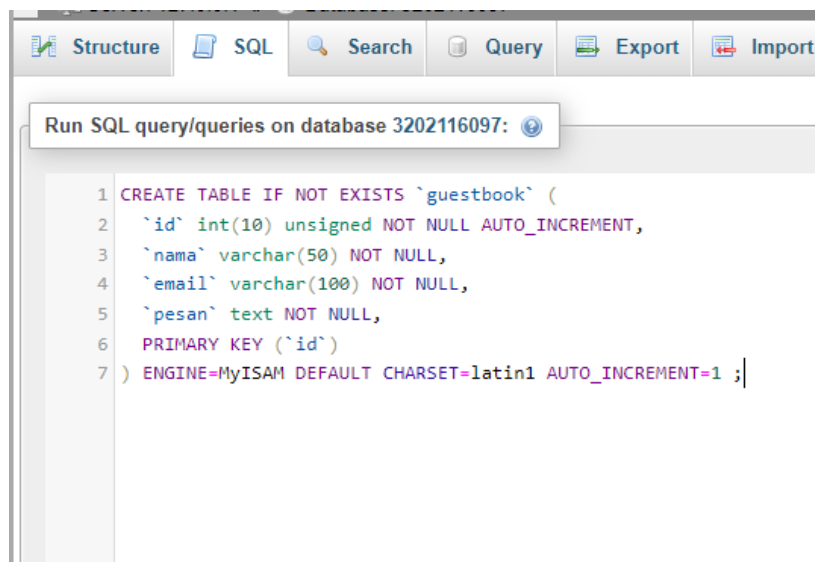 Structure SQL Search Query Export Import
Run SQL query/queries on database 3202116097:
1 CREATE TABLE IF NOT EXISTS `guestbook` (
2 `id` int(10) unsigned NOT NULL AUTO_INCREMENT,
3 `nama` varchar(50) NOT NULL,
4 `email` varchar(100) NOT NULL,
5 `pesan` text NOT NULL,
6 PRIMARY KEY (`id`)
7 ) ENGINE=MyISAM DEFAULT CHARSET=latin1 AUTO_INCREMENT=1 ;